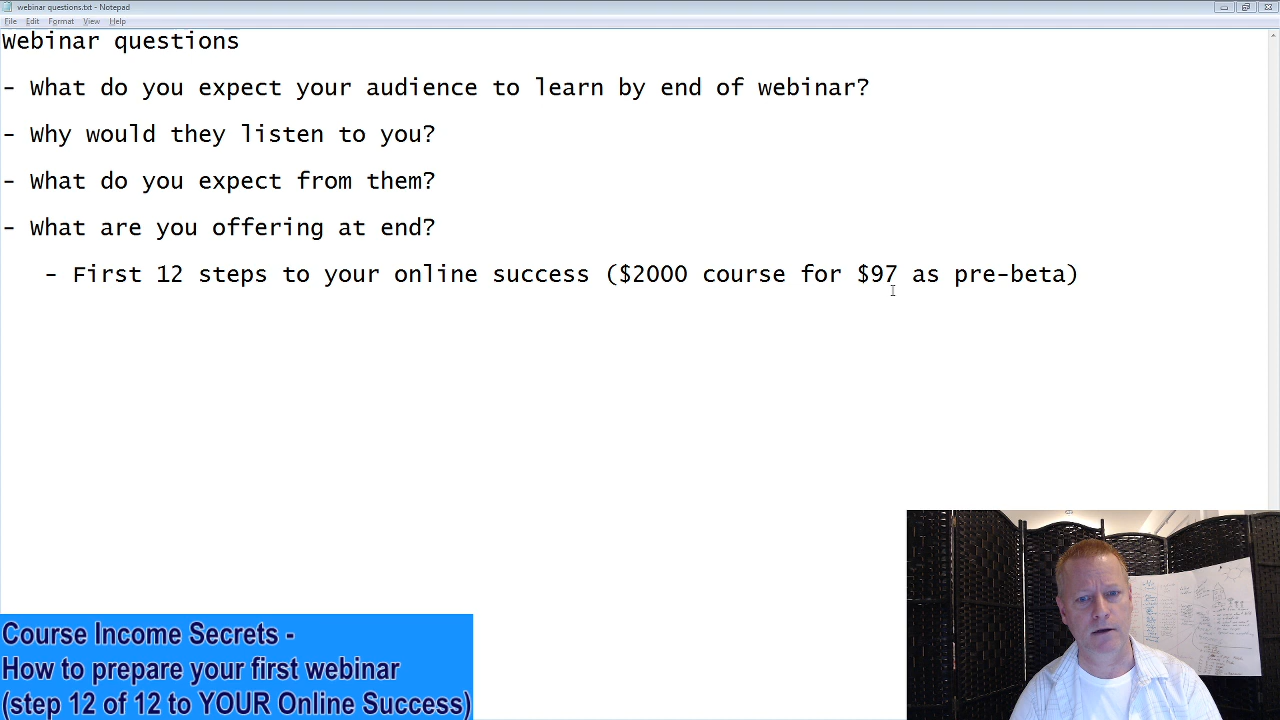 webinar questions.txt - Notepad
File Edit Format View Help
Webinar questions
- What do you expect your audience to learn by end of webinar?
- Why would they listen to you?
- What do you expect from them?
- What are you offering at end?
- First 12 steps to your online success ($2000 course for $97 as pre-beta)
Course Income Secrets -
How to prepare your first webinar
(step 12 of 12 to YOUR Online Success)